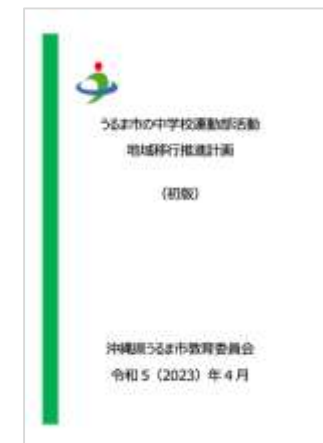 うるま市の中学校運動部活動
地域移行推進計画
(初版)
沖縄県うるま市教育委員会
令和5(2023)年4月